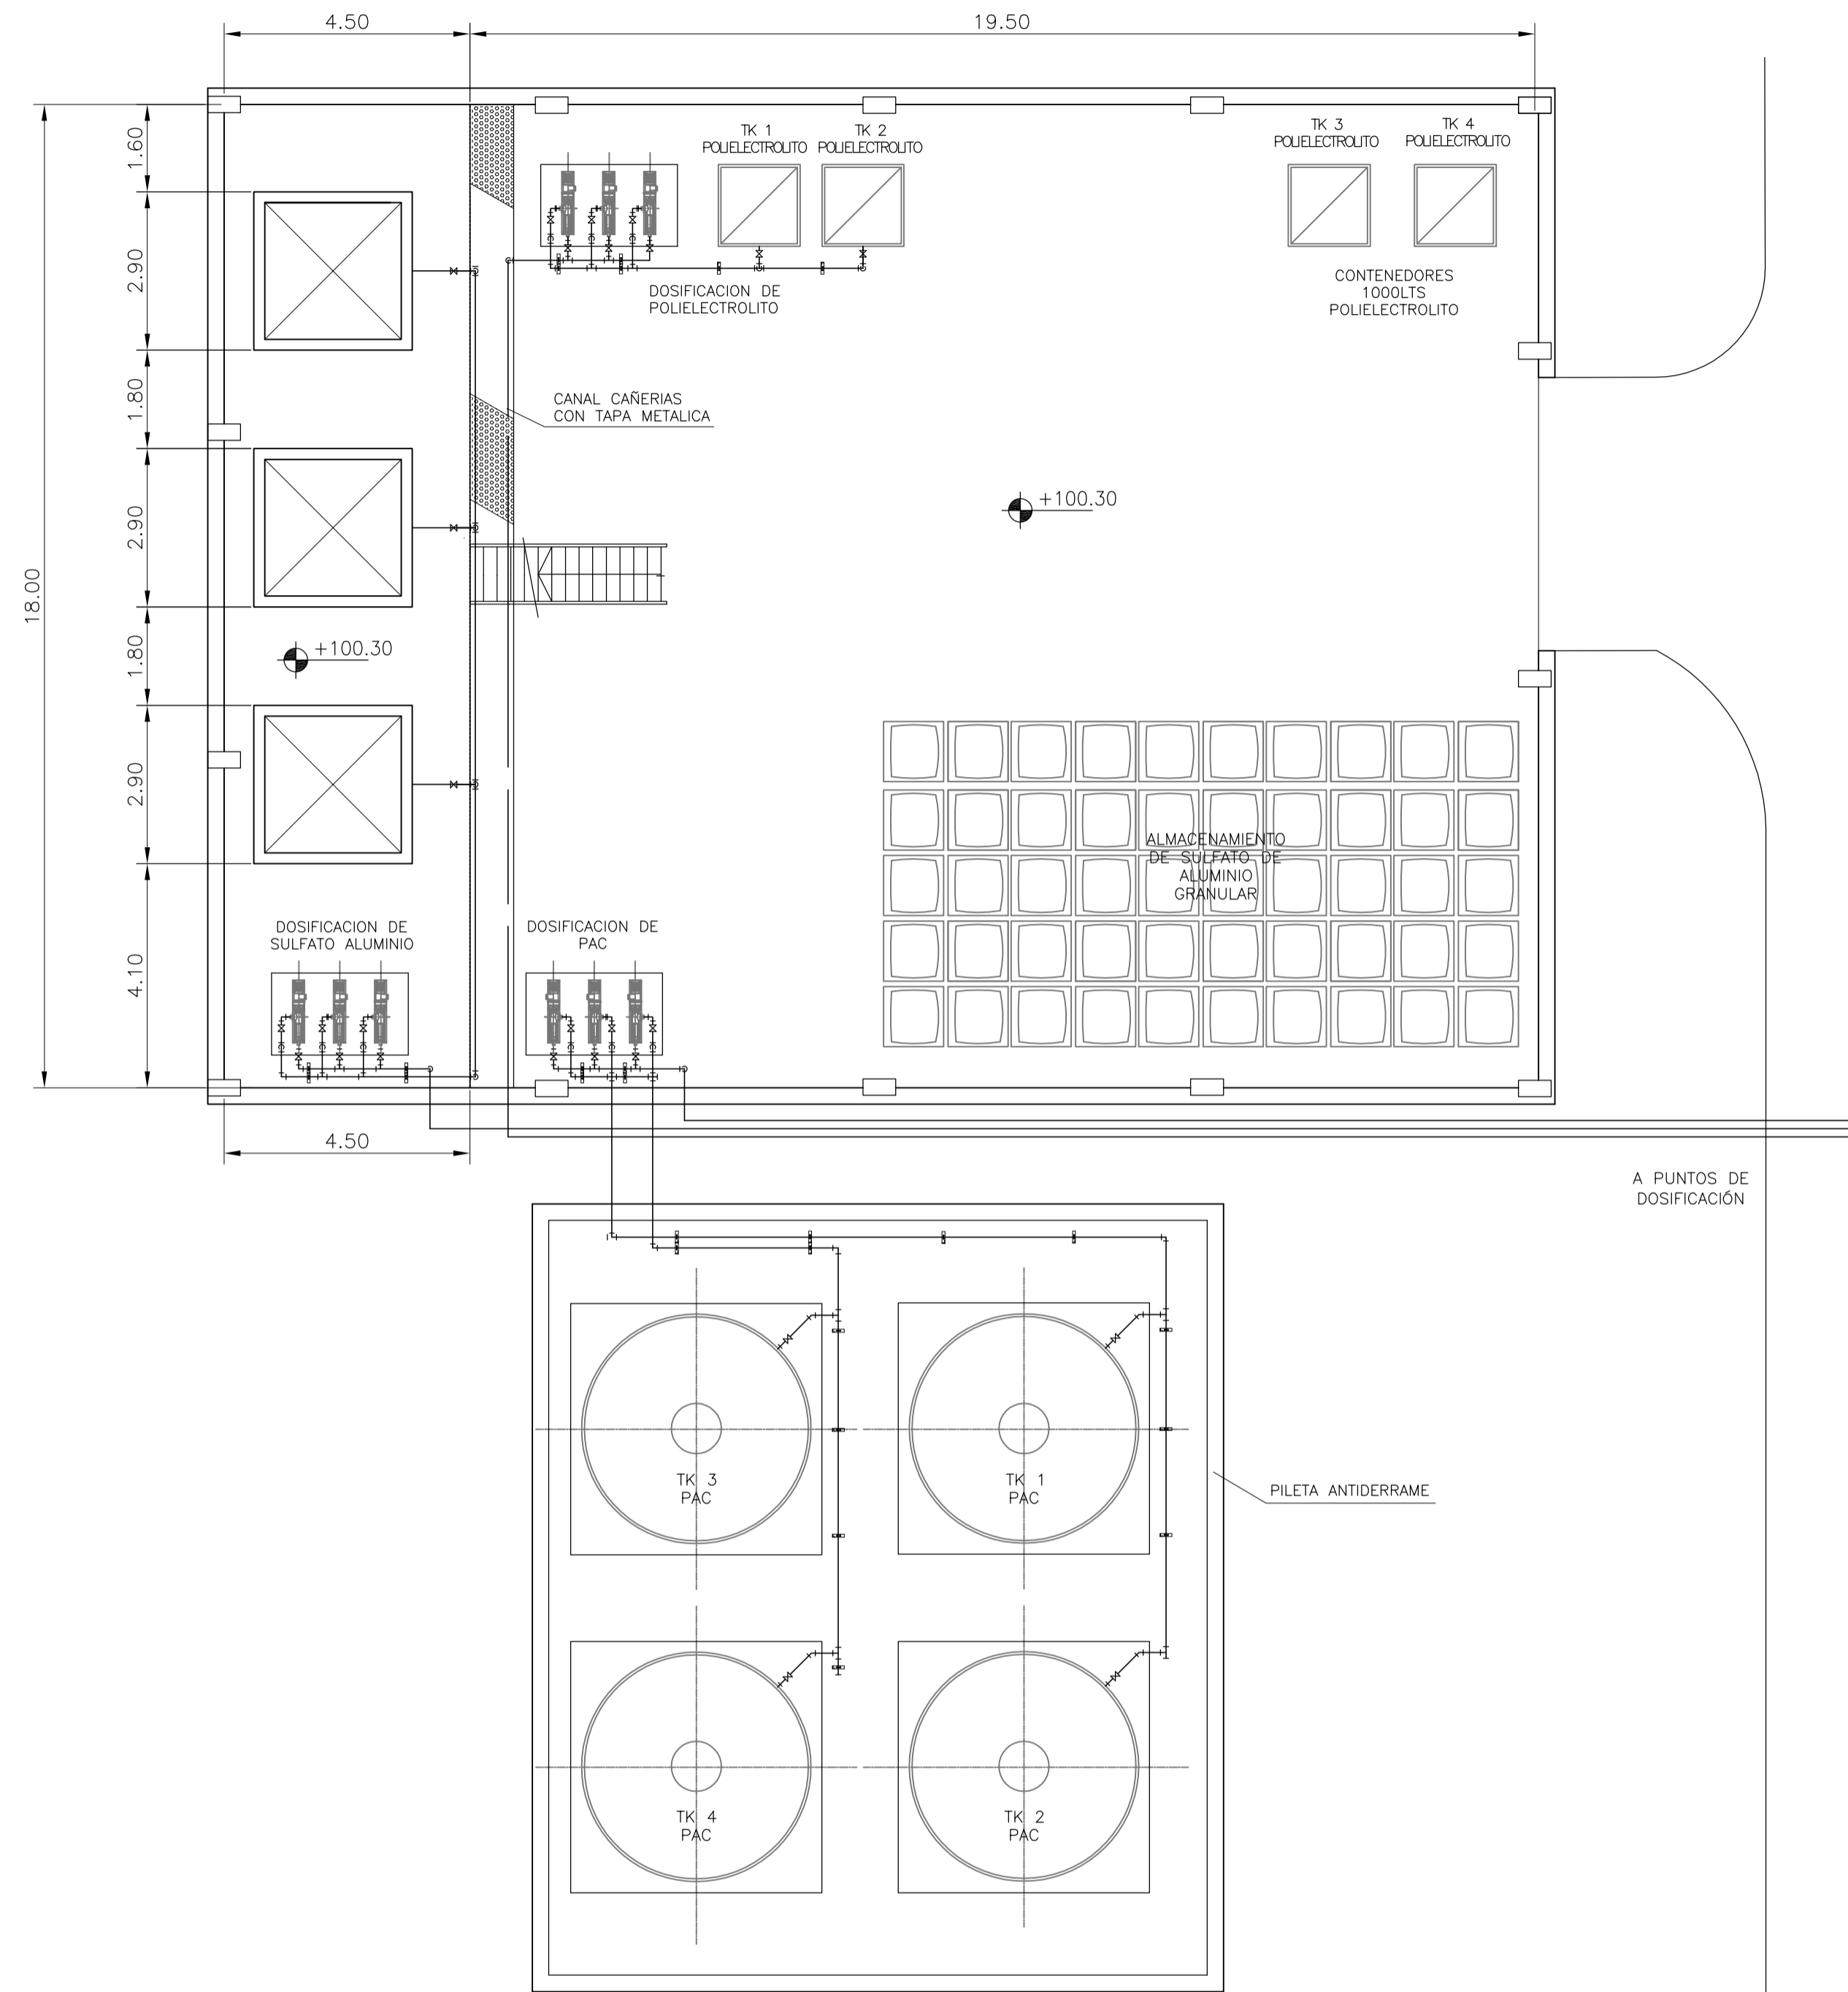 4.50
19.50
18.00
1.60
2.90
1.80
2.90
1.80
2.90
4.10
TK 1
POLIELECTROLITO
TK 2
POLIELECTROLITO
TK 3
POLIELECTROLITO
TK 4
POLIELECTROLITO
DOSIFICACION DE
POLIELECTROLITO
CONTENEDORES
1000LTS
POLIELECTROLITO
CANAL CAÑERIAS
CON TAPA METALICA
+100.30
+100.30
ALMACENAMIENTO
DE SULFATO DE
ALUMINIO
GRANULAR
DOSIFICACION DE
SULFATO ALUMINIO
DOSIFICACION DE
PAC
4.50
A PUNTOS DE
DOSIFICACIÓN
TK 3
PAC
TK 1
PAC
PILETA ANTIDERRAME
TK 4
PAC
TK 2
PAC